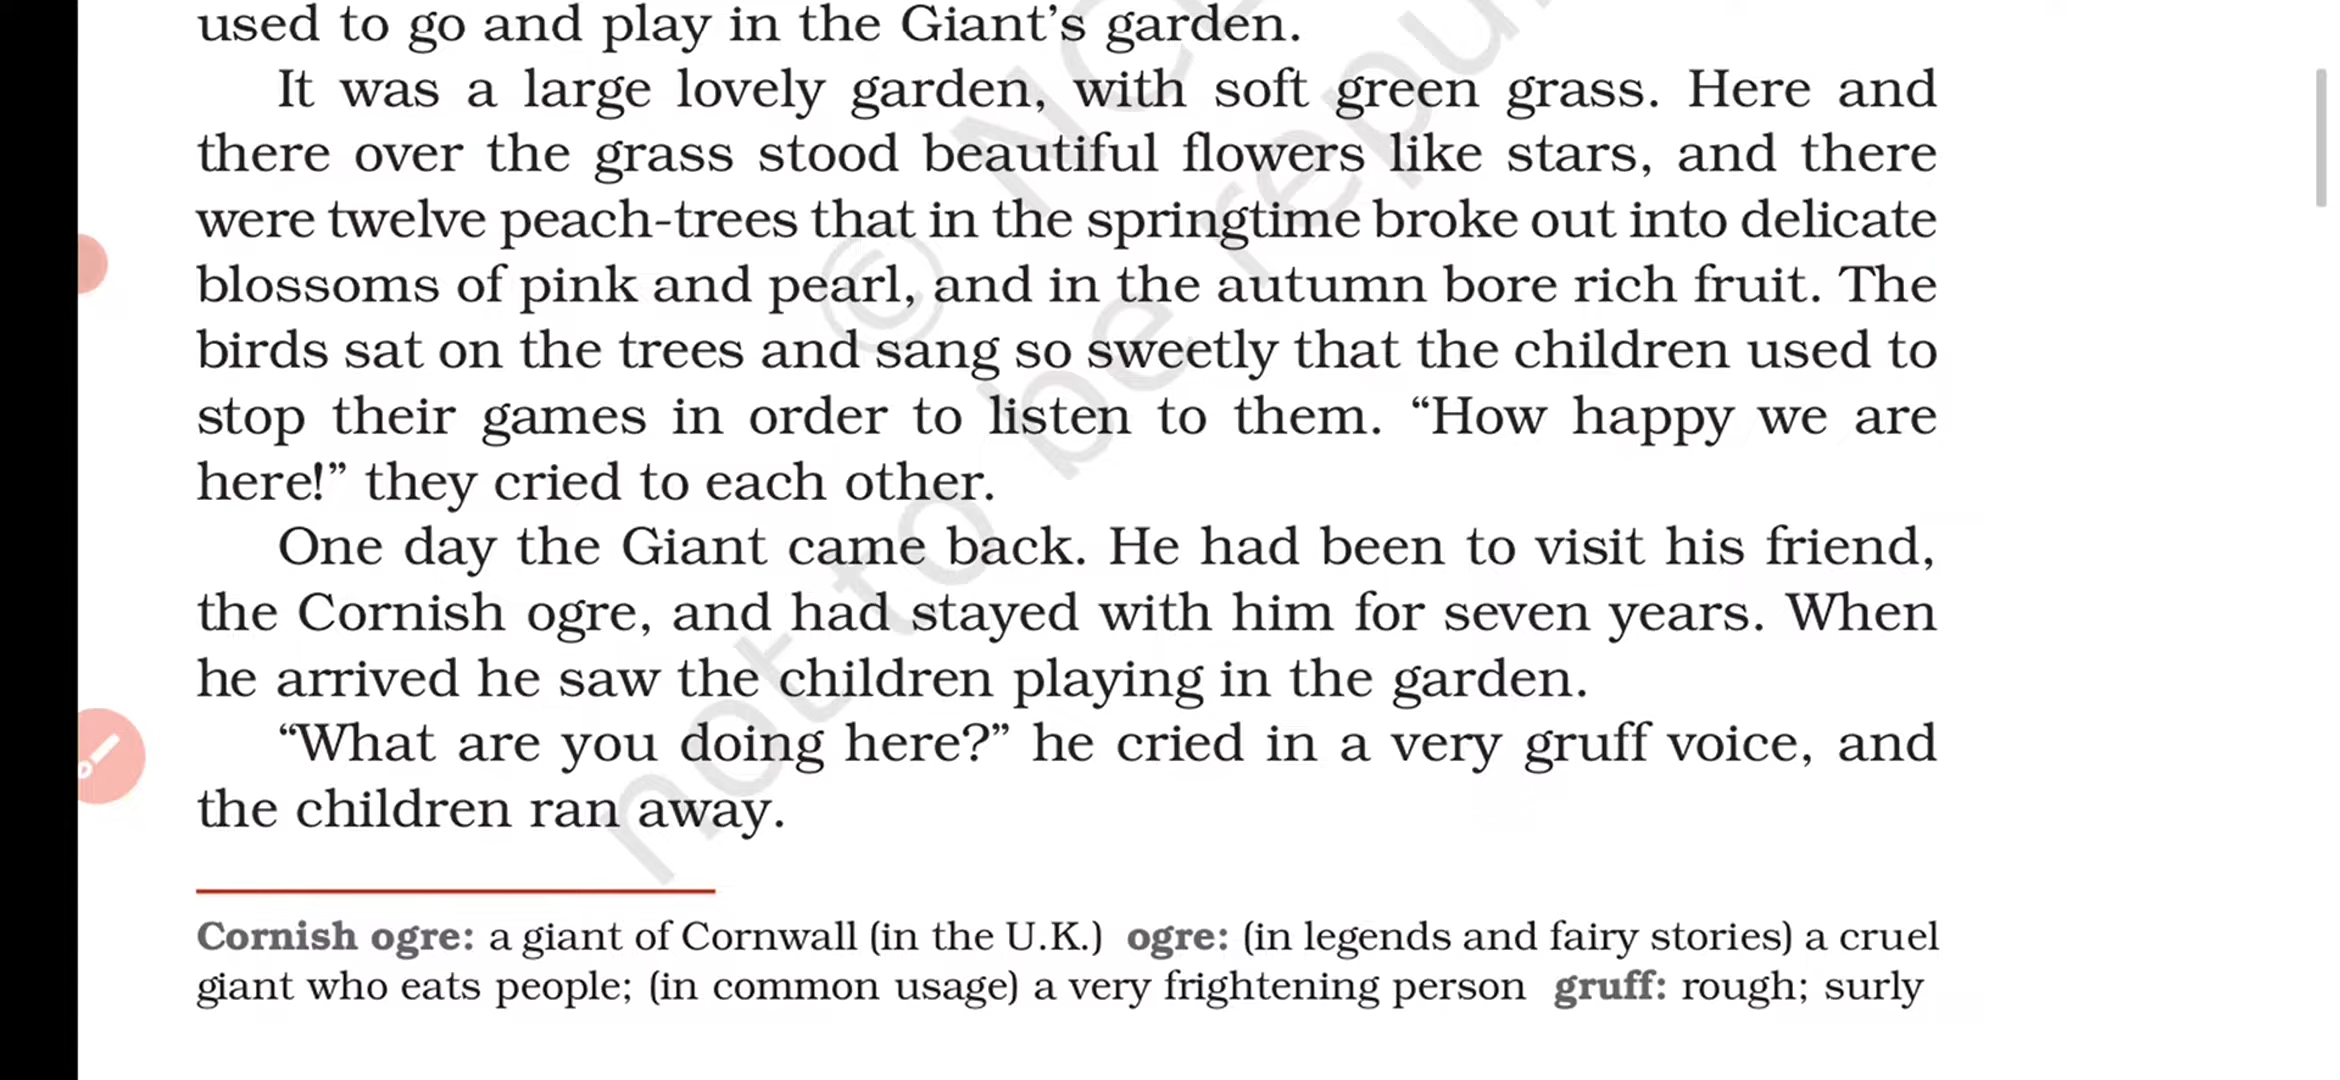 used to go and play in the Giant’s garden.
It was a large lovely garden, with soft green grass. Here and
there over the grass stood beautiful flowers like stars, and there
were twelve peach-trees that in the springtime broke out into delicate
blossoms of pink and pearl, and in the autumn bore rich fruit. The
birds sat on the trees and sang so sweetly that the children used to
stop their games in order to listen to them. “How happy we are
here!” they cried to each other.
One day the Giant came back. He had been to visit his friend,
the Cornish ogre, and had stayed with him for seven years. When
he arrived he saw the children playing in the garden.
“What are you doing here?” he cried in a very gruff voice, and
the children ran away.
Cornish ogre: a giant of Cornwall (in the U.K.) ogre: (in legends and fairy stories) a cruel
giant who eats people; (in common usage) a very frightening person gruff: rough; surly
©
not to be